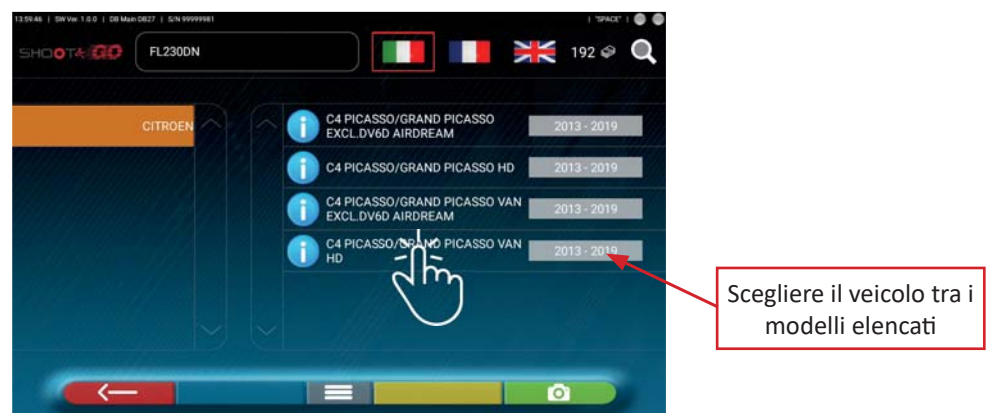 13:59:46 | SW Ver. 1.0.0 | DB Main DB27 | S/N 99999981
| "SPACE" |
SHOOT & GO
FL230DN
192
CITROEN
C4 PICASSO/GRAND PICASSO
EXCL.DV6D AIRDREAM
2013 - 2019
C4 PICASSO/GRAND PICASSO HD
2013 - 2019
C4 PICASSO/GRAND PICASSO VAN
EXCL.DV6D AIRDREAM
2013 - 2019
C4 PICASSO/GRAND PICASSO VAN
HD
2013 - 2019
Scegliere il veicolo tra i
modelli elencati